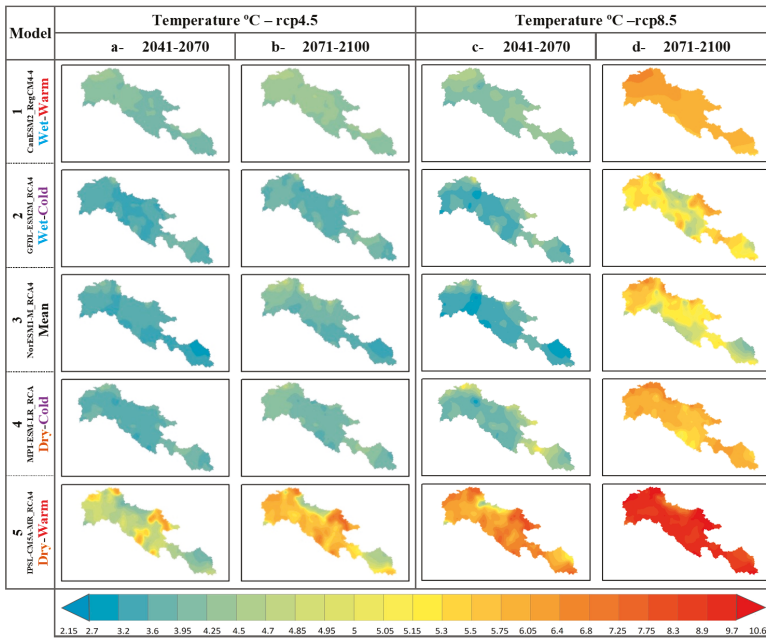 Model
Temperature ºC – rcp4.5
Temperature ºC –rcp8.5
a- 2041-2070
b- 2071-2100
c- 2041-2070
d- 2071-2100
1
CanESM2_RegCM4-4
Wet-Warm
2
GFDL-ESM2M_RCA4
Wet-Cold
3
NorESM1-M_RCA4
Mean
4
MPI-ESM-LR_RCA
Dry-Cold
5
IPSL-CM5A-MR_RCA4
Dry-Warm
2.15 2.7 3.2 3.6 3.95 4.25 4.5 4.7 4.85 4.95 5 5.05 5.15 5.3 5.5 5.75 6.05 6.4 6.8 7.25 7.75 8.3 8.9 9.7 10.6